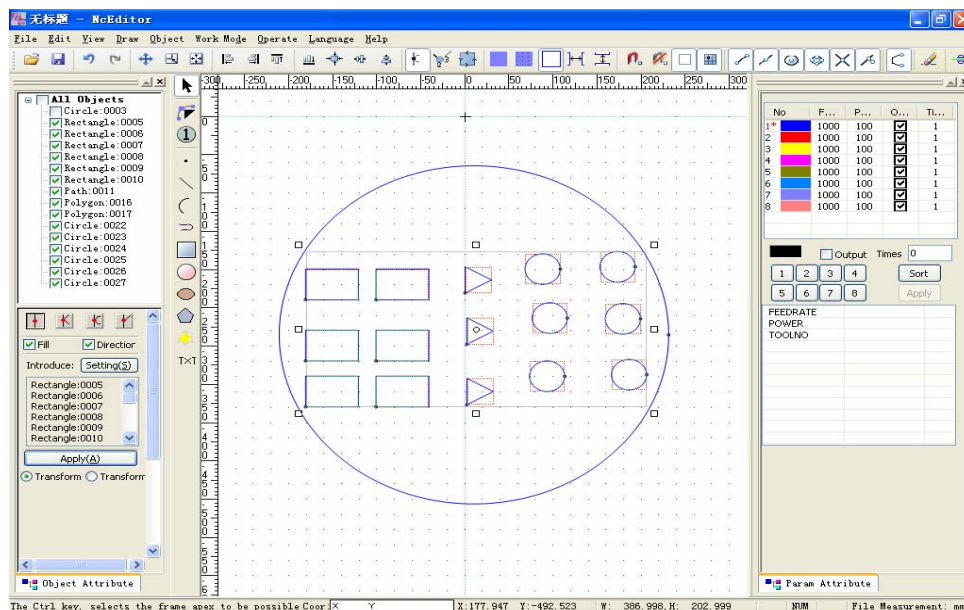 无标题 - NcEditor
File Edit View Draw Object Work Mode Operate Language Help
All Objects
Circle:0003
Rectangle:0005
Rectangle:0006
Rectangle:0007
Rectangle:0008
Rectangle:0009
Rectangle:0010
Path:0011
Polygon:0016
Polygon:0017
Circle:0022
Circle:0023
Circle:0024
Circle:0025
Circle:0026
Circle:0027
Fill Direction
Introduce: Setting(S)
Rectangle:0005
Rectangle:0006
Rectangle:0007
Rectangle:0008
Rectangle:0009
Rectangle:0010
Apply(A)
Transform Transform
Object Attribute
1
TXT
300 -250 -200 -150 -100 -50 0 50 100 150 200 250 300
No F... P... O... Ti...
1* 1000 100 1
2 1000 100 1
3 1000 100 1
4 1000 100 1
5 1000 100 1
6 1000 100 1
7 1000 100 1
8 1000 100 1
Output Times 0
1 2 3 4 Sort
5 6 7 8 Apply
FEEDRATE
POWER
TOOLNO
Param Attribute
The Ctrl key, selects the frame apex to be possible Coor: X Y X:177.947 Y:-492.523 W: 386.998,H: 202.999 NUM File Measurement: mm